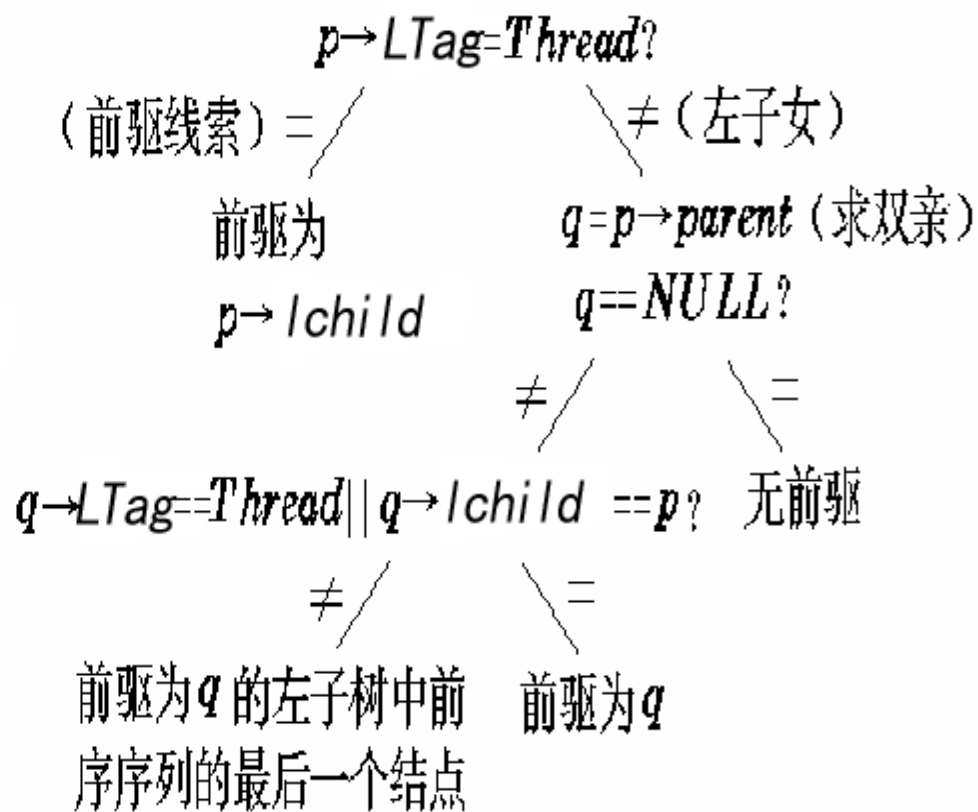 p→LTag=Thread?
(前驱线索) =
≠ (左子女)
前驱为
p→lchild
q=p→parent (求双亲)
q==NULL?
≠
=
q→LTag==Thread||q→lchild ==p?
无前驱
≠
=
前驱为q的左子树中前
序序列的最后一个结点
前驱为q